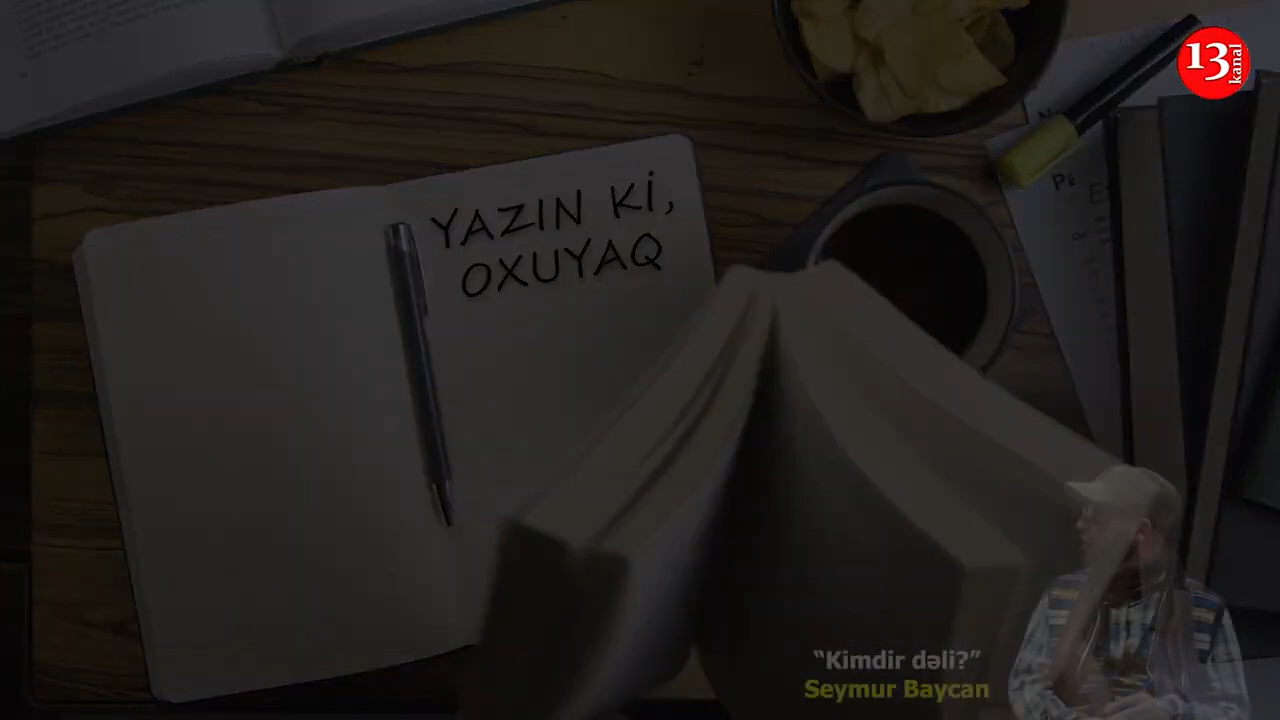 13
kanal
YAZIN Kİ,
OXUYAQ
"Kimdir dəli?"
Seymur Baycan